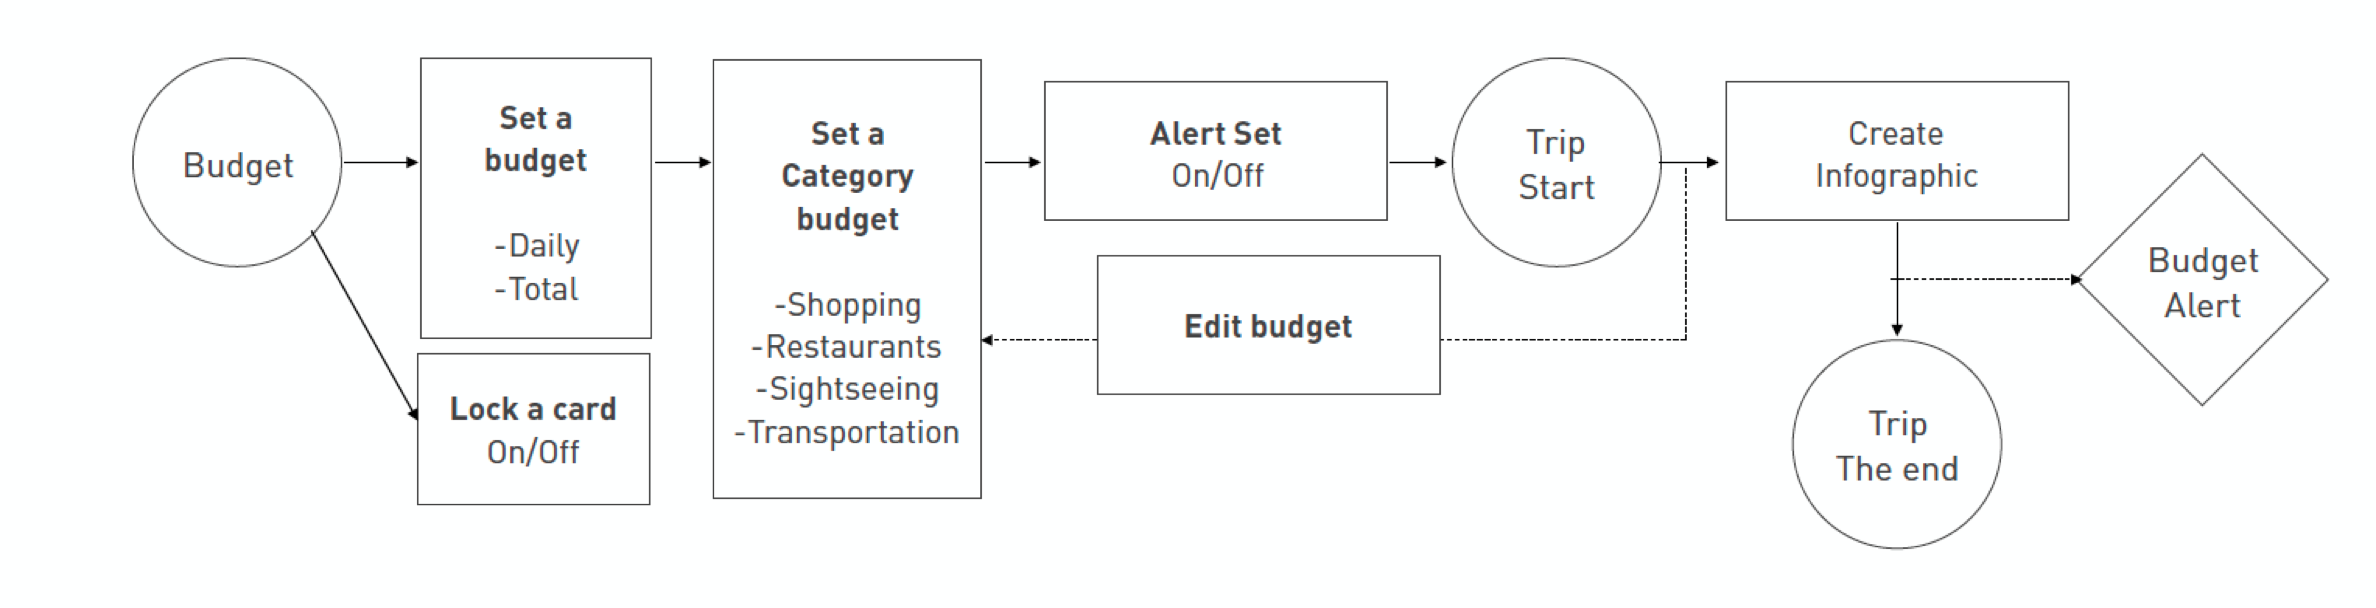 Budget
Set a
budget
-Daily
-Total
Lock a card
On/Off
Set a
Category
budget
-Shopping
-Restaurants
-Sightseeing
-Transportation
Alert Set
On/Off
Edit budget
Trip
Start
Create
Infographic
Budget
Alert
Trip
The end